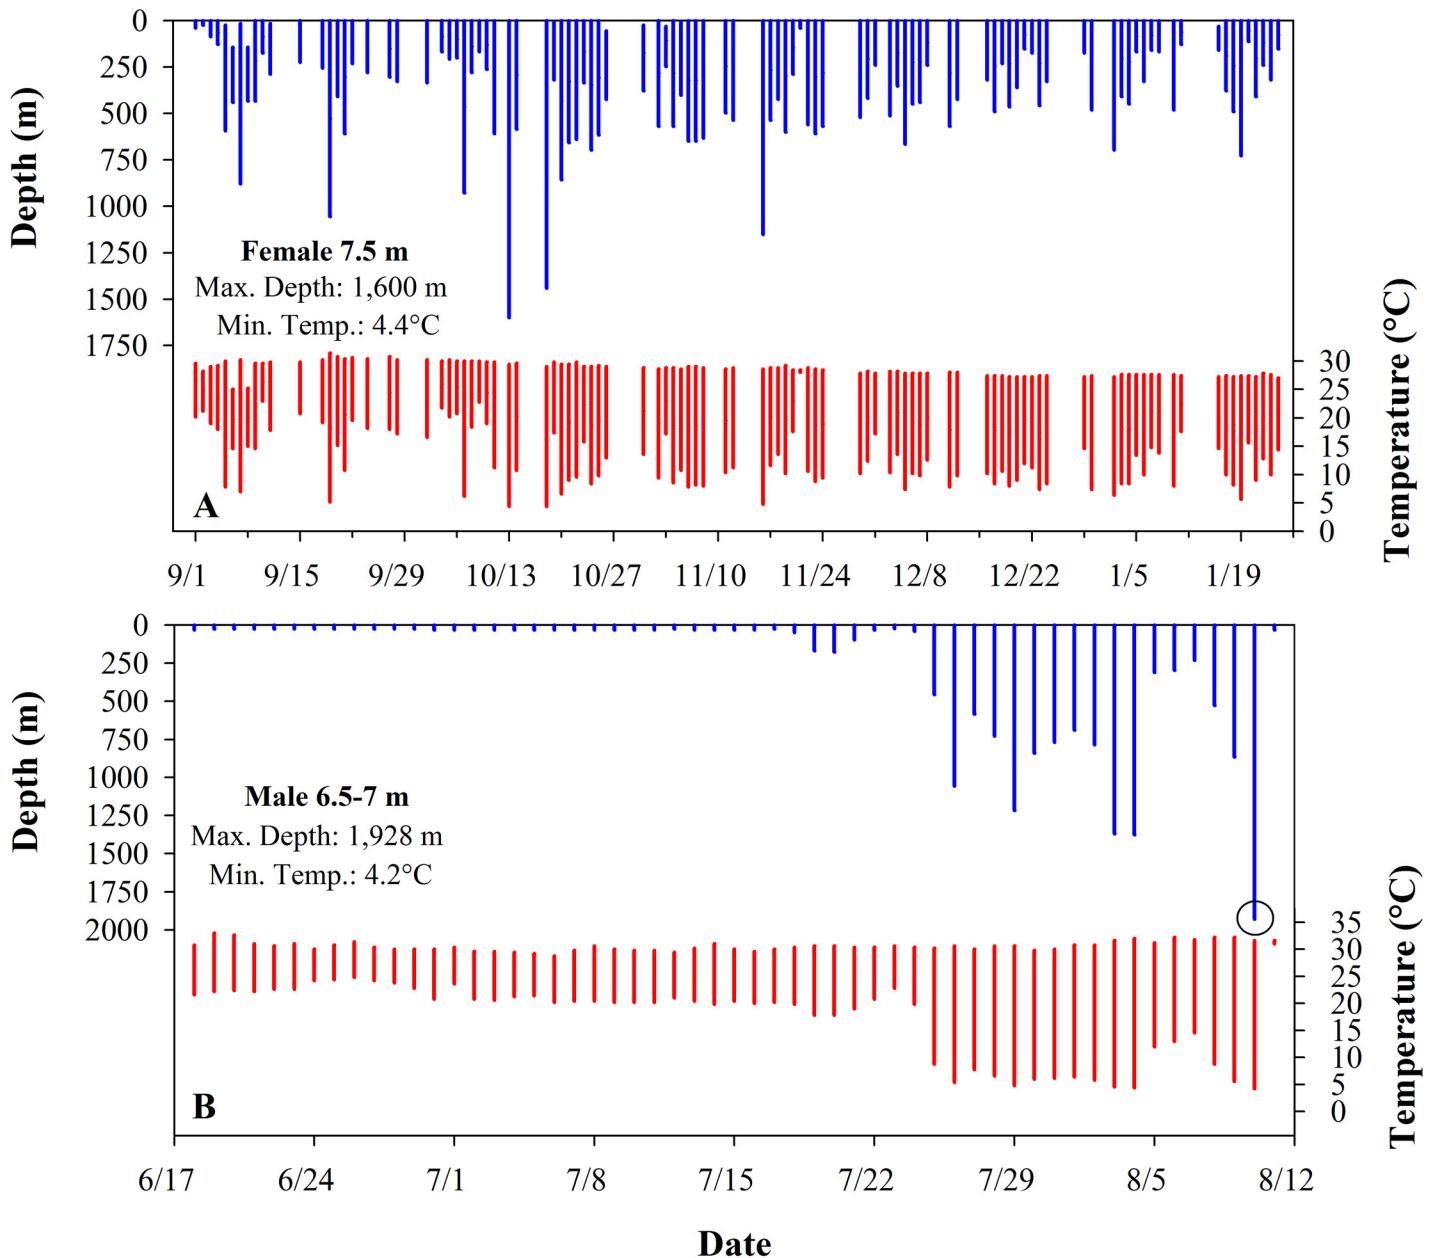 0
250
500
750
1000
1250
1500
1750
Depth (m)
Female 7.5 m
Max. Depth: 1,600 m
Min. Temp.: 4.4°C
A
30
25
20
15
10
5
0
Temperature (°C)
9/1 9/15 9/29 10/13 10/27 11/10 11/24 12/8 12/22 1/5 1/19
0
250
500
750
1000
1250
1500
1750
2000
Depth (m)
Male 6.5-7 m
Max. Depth: 1,928 m
Min. Temp.: 4.2°C
B
35
30
25
20
15
10
5
0
Temperature (°C)
6/17 6/24 7/1 7/8 7/15 7/22 7/29 8/5 8/12
Date